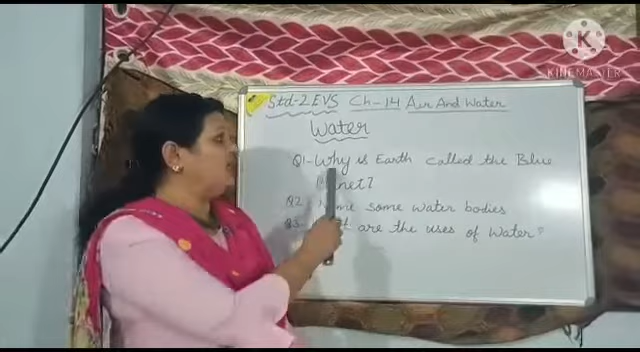 Std-2 EVS Ch-14 Air And Water
Water
Q1- Why is Earth called the Blue
Q2. some water bodies
Q3- are the uses of Water?
K
KINEMASTER